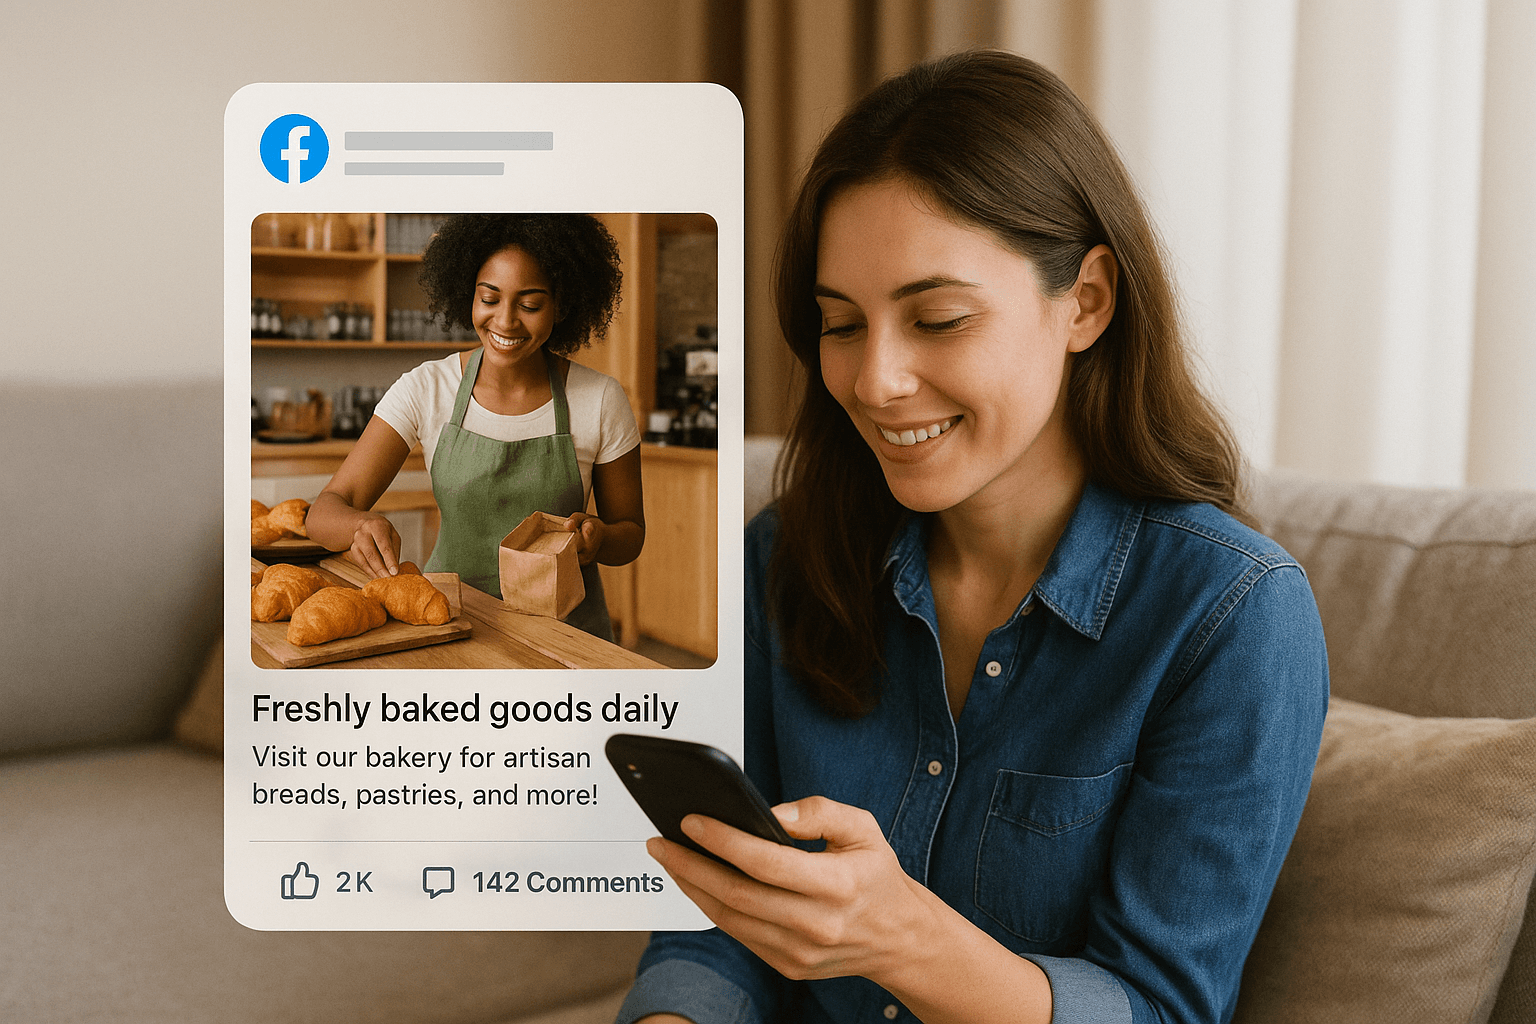 Freshly baked goods daily
Visit our bakery for artisan
breads, pastries, and more!
2K
142 Comments